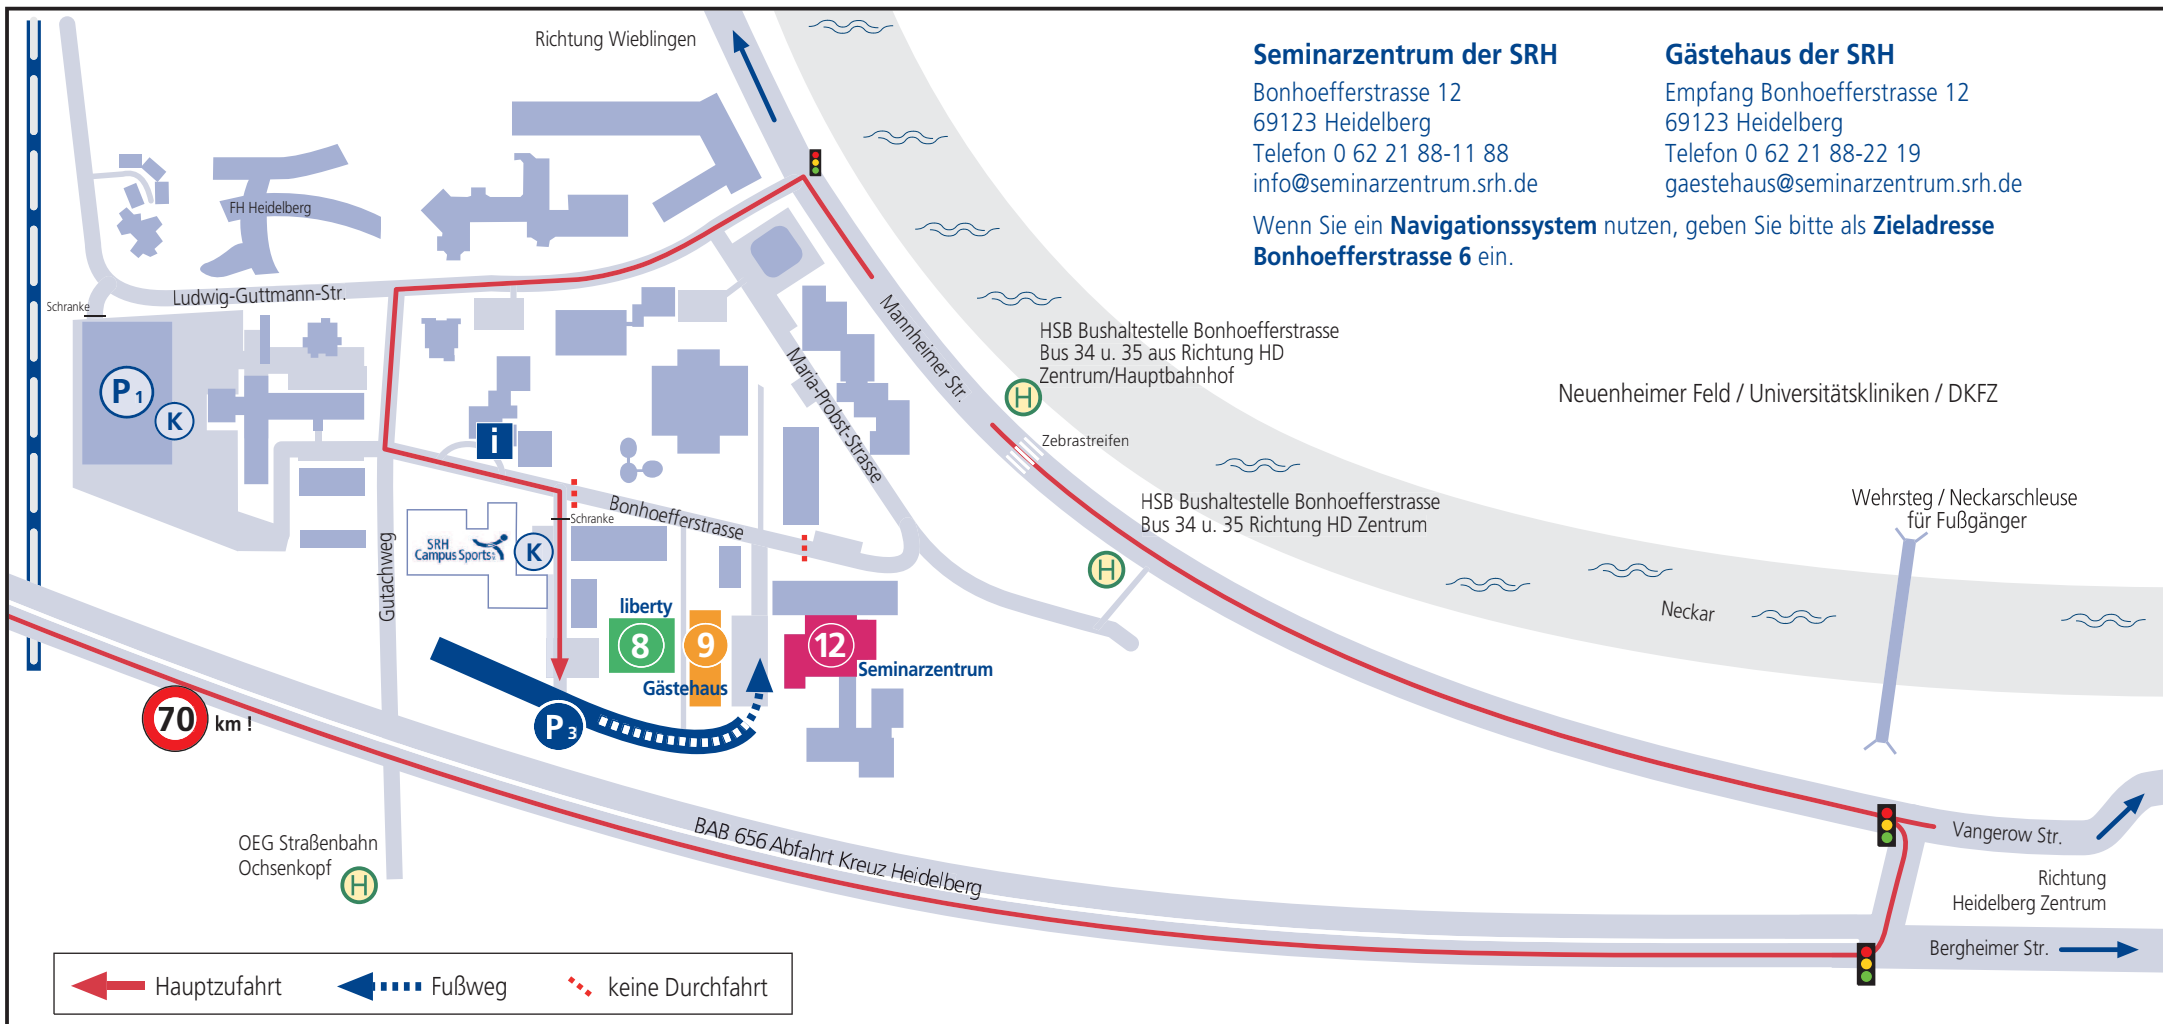 Richtung Wieblingen
Seminarzentrum der SRH
Bonhoefferstrasse 12
69123 Heidelberg
Telefon 0 62 21 88-11 88
info@seminarzentrum.srh.de
Gästehaus der SRH
Empfang Bonhoefferstrasse 12
69123 Heidelberg
Telefon 0 62 21 88-22 19
gaestehaus@seminarzentrum.srh.de
Wenn Sie ein Navigationssystem nutzen, geben Sie bitte als Zieladresse
Bonhoefferstrasse 6 ein.
FH Heidelberg
Ludwig-Guttmann-Str.
Schranke
P1
K
i
Mannheimer Str.
Maria-Probst-Strasse
HSB Bushaltestelle Bonhoefferstrasse
Bus 34 u. 35 aus Richtung HD
Zentrum/Hauptbahnhof
H
Zebrastreifen
Neuenheimer Feld / Universitätskliniken / DKFZ
HSB Bushaltestelle Bonhoefferstrasse
Bus 34 u. 35 Richtung HD Zentrum
H
Wehrsteg / Neckarschleuse
für Fußgänger
Neckar
Bonhoefferstrasse
Schranke
SRH
Campus Sports
K
Gutachweg
liberty
8
9
Gästehaus
12
Seminarzentrum
P3
70
km !
OEG Straßenbahn
Ochsenkopf
H
BAB 656 Abfahrt Kreuz Heidelberg
Vangerow Str.
Richtung
Heidelberg Zentrum
Bergheimer Str.
Hauptzufahrt
Fußweg
keine Durchfahrt